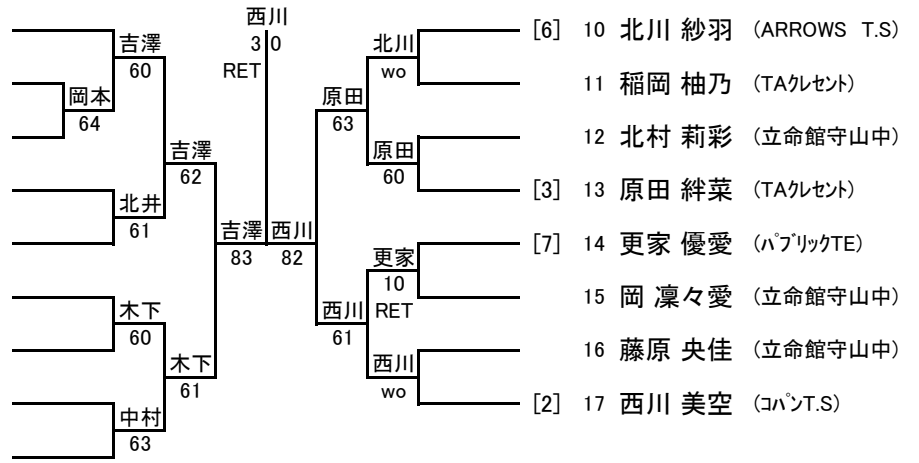 西川
3 0
RET
吉澤
60
岡本
64
吉澤
62
北井
61
吉澤
83
木下
60
木下
61
中村
63
西川
82
原田
63
北川
wo
原田
60
西川
61
更家
10
RET
西川
wo
[6] 10 北川 紗羽 (ARROWS T.S)
11 稲岡 柚乃 (TAクレセント)
12 北村 莉彩 (立命館守山中)
[3] 13 原田 絆菜 (TAクレセント)
[7] 14 更家 優愛 (パブリックTE)
15 岡 凜々愛 (立命館守山中)
16 藤原 央佳 (立命館守山中)
[2] 17 西川 美空 (コパンT.S)